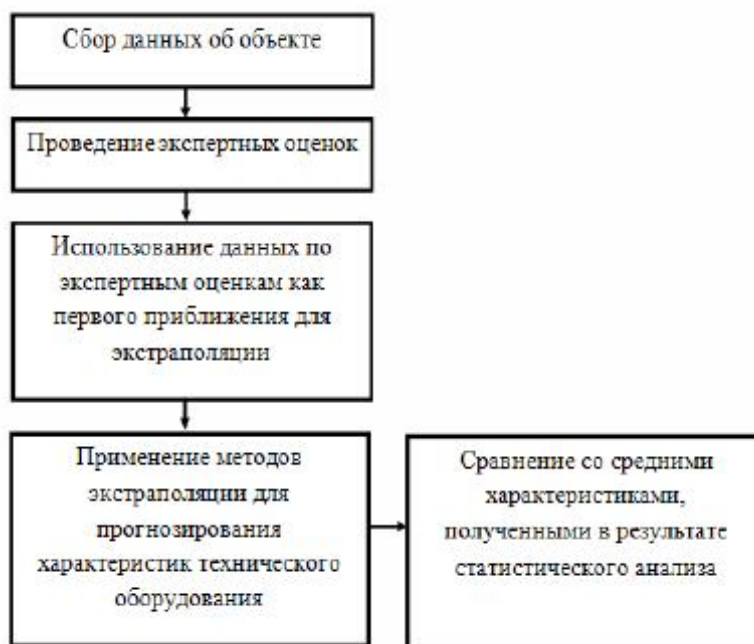 Сбор данных об объекте
Проведение экспертных оценок
Использование данных по
экспертным оценкам как
первого приближения для
экстраполяции
Применение методов
экстраполяции для
прогнозирования
характеристик технического
оборудования
Сравнение со средними
характеристиками,
полученными в результате
статистического анализа